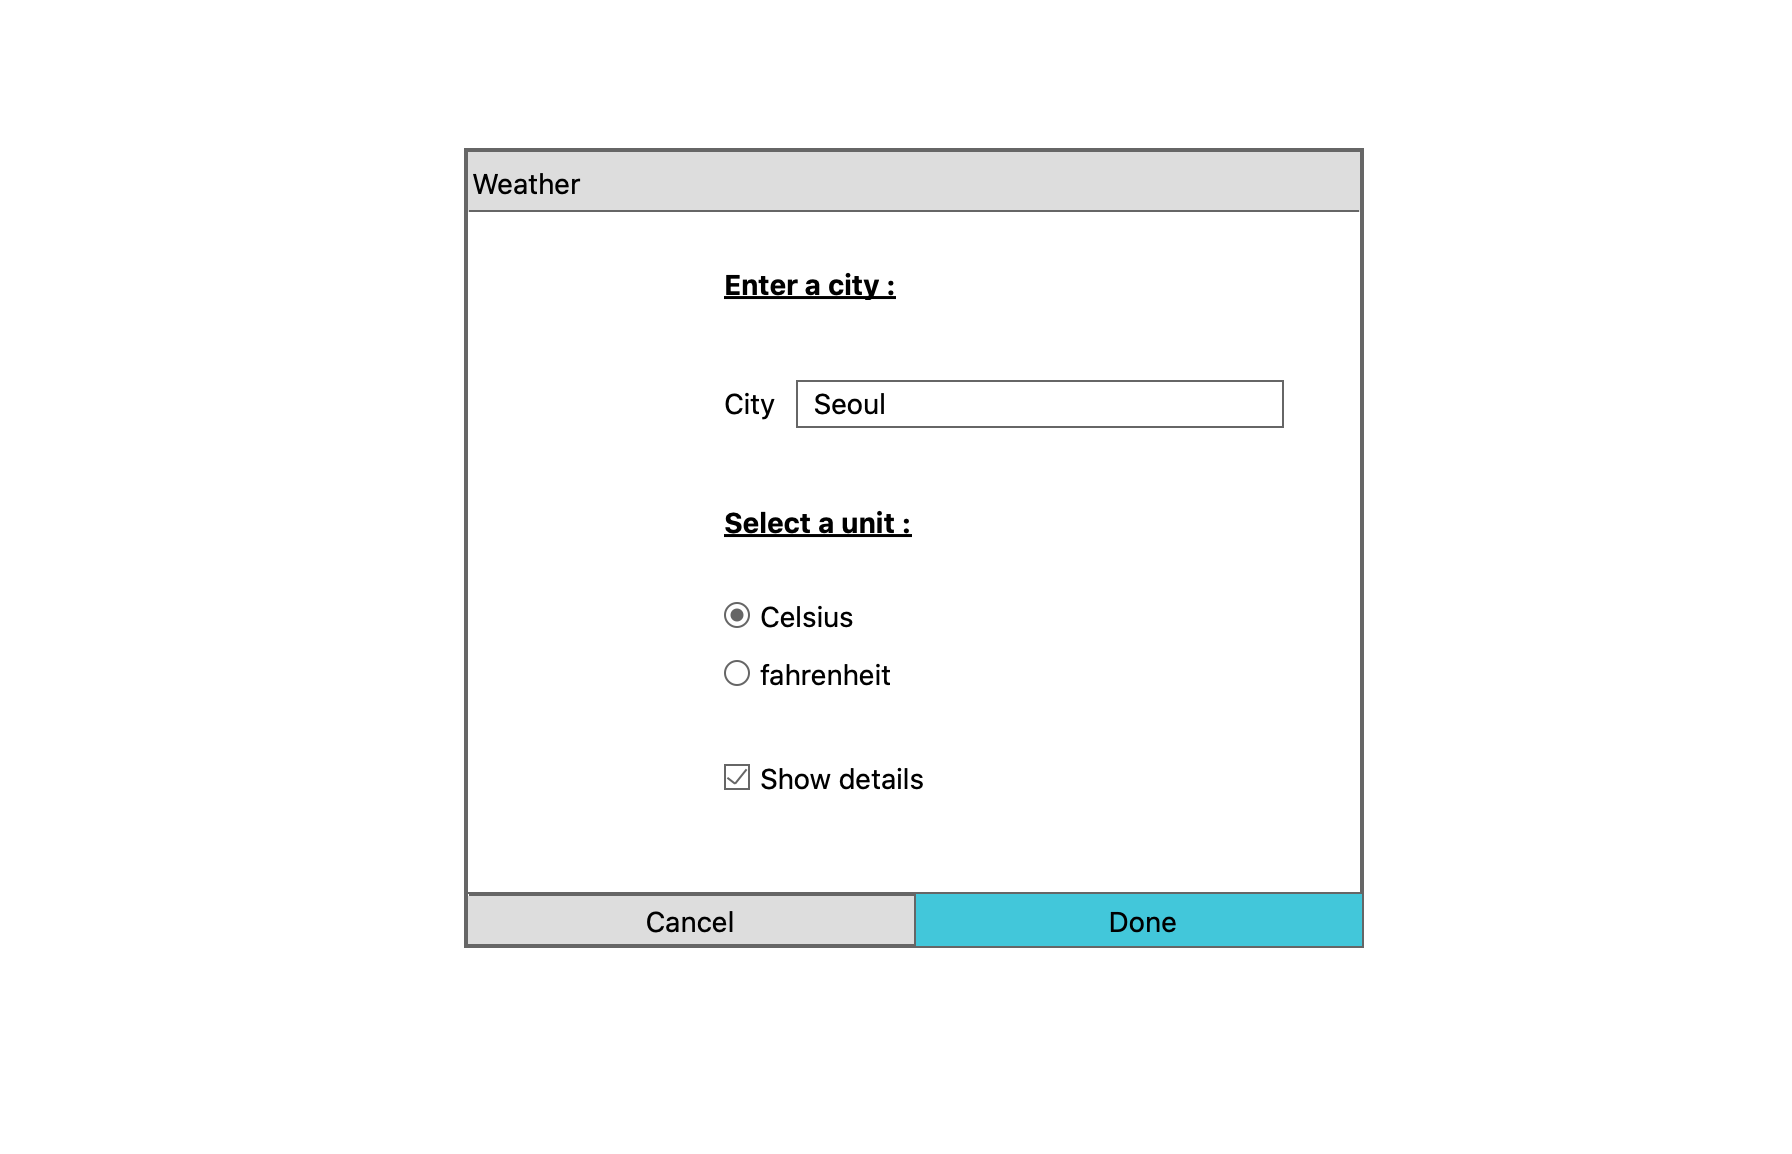 Weather
Enter a city :
City Seoul
Select a unit :
Celsius
fahrenheit
Show details
Cancel Done